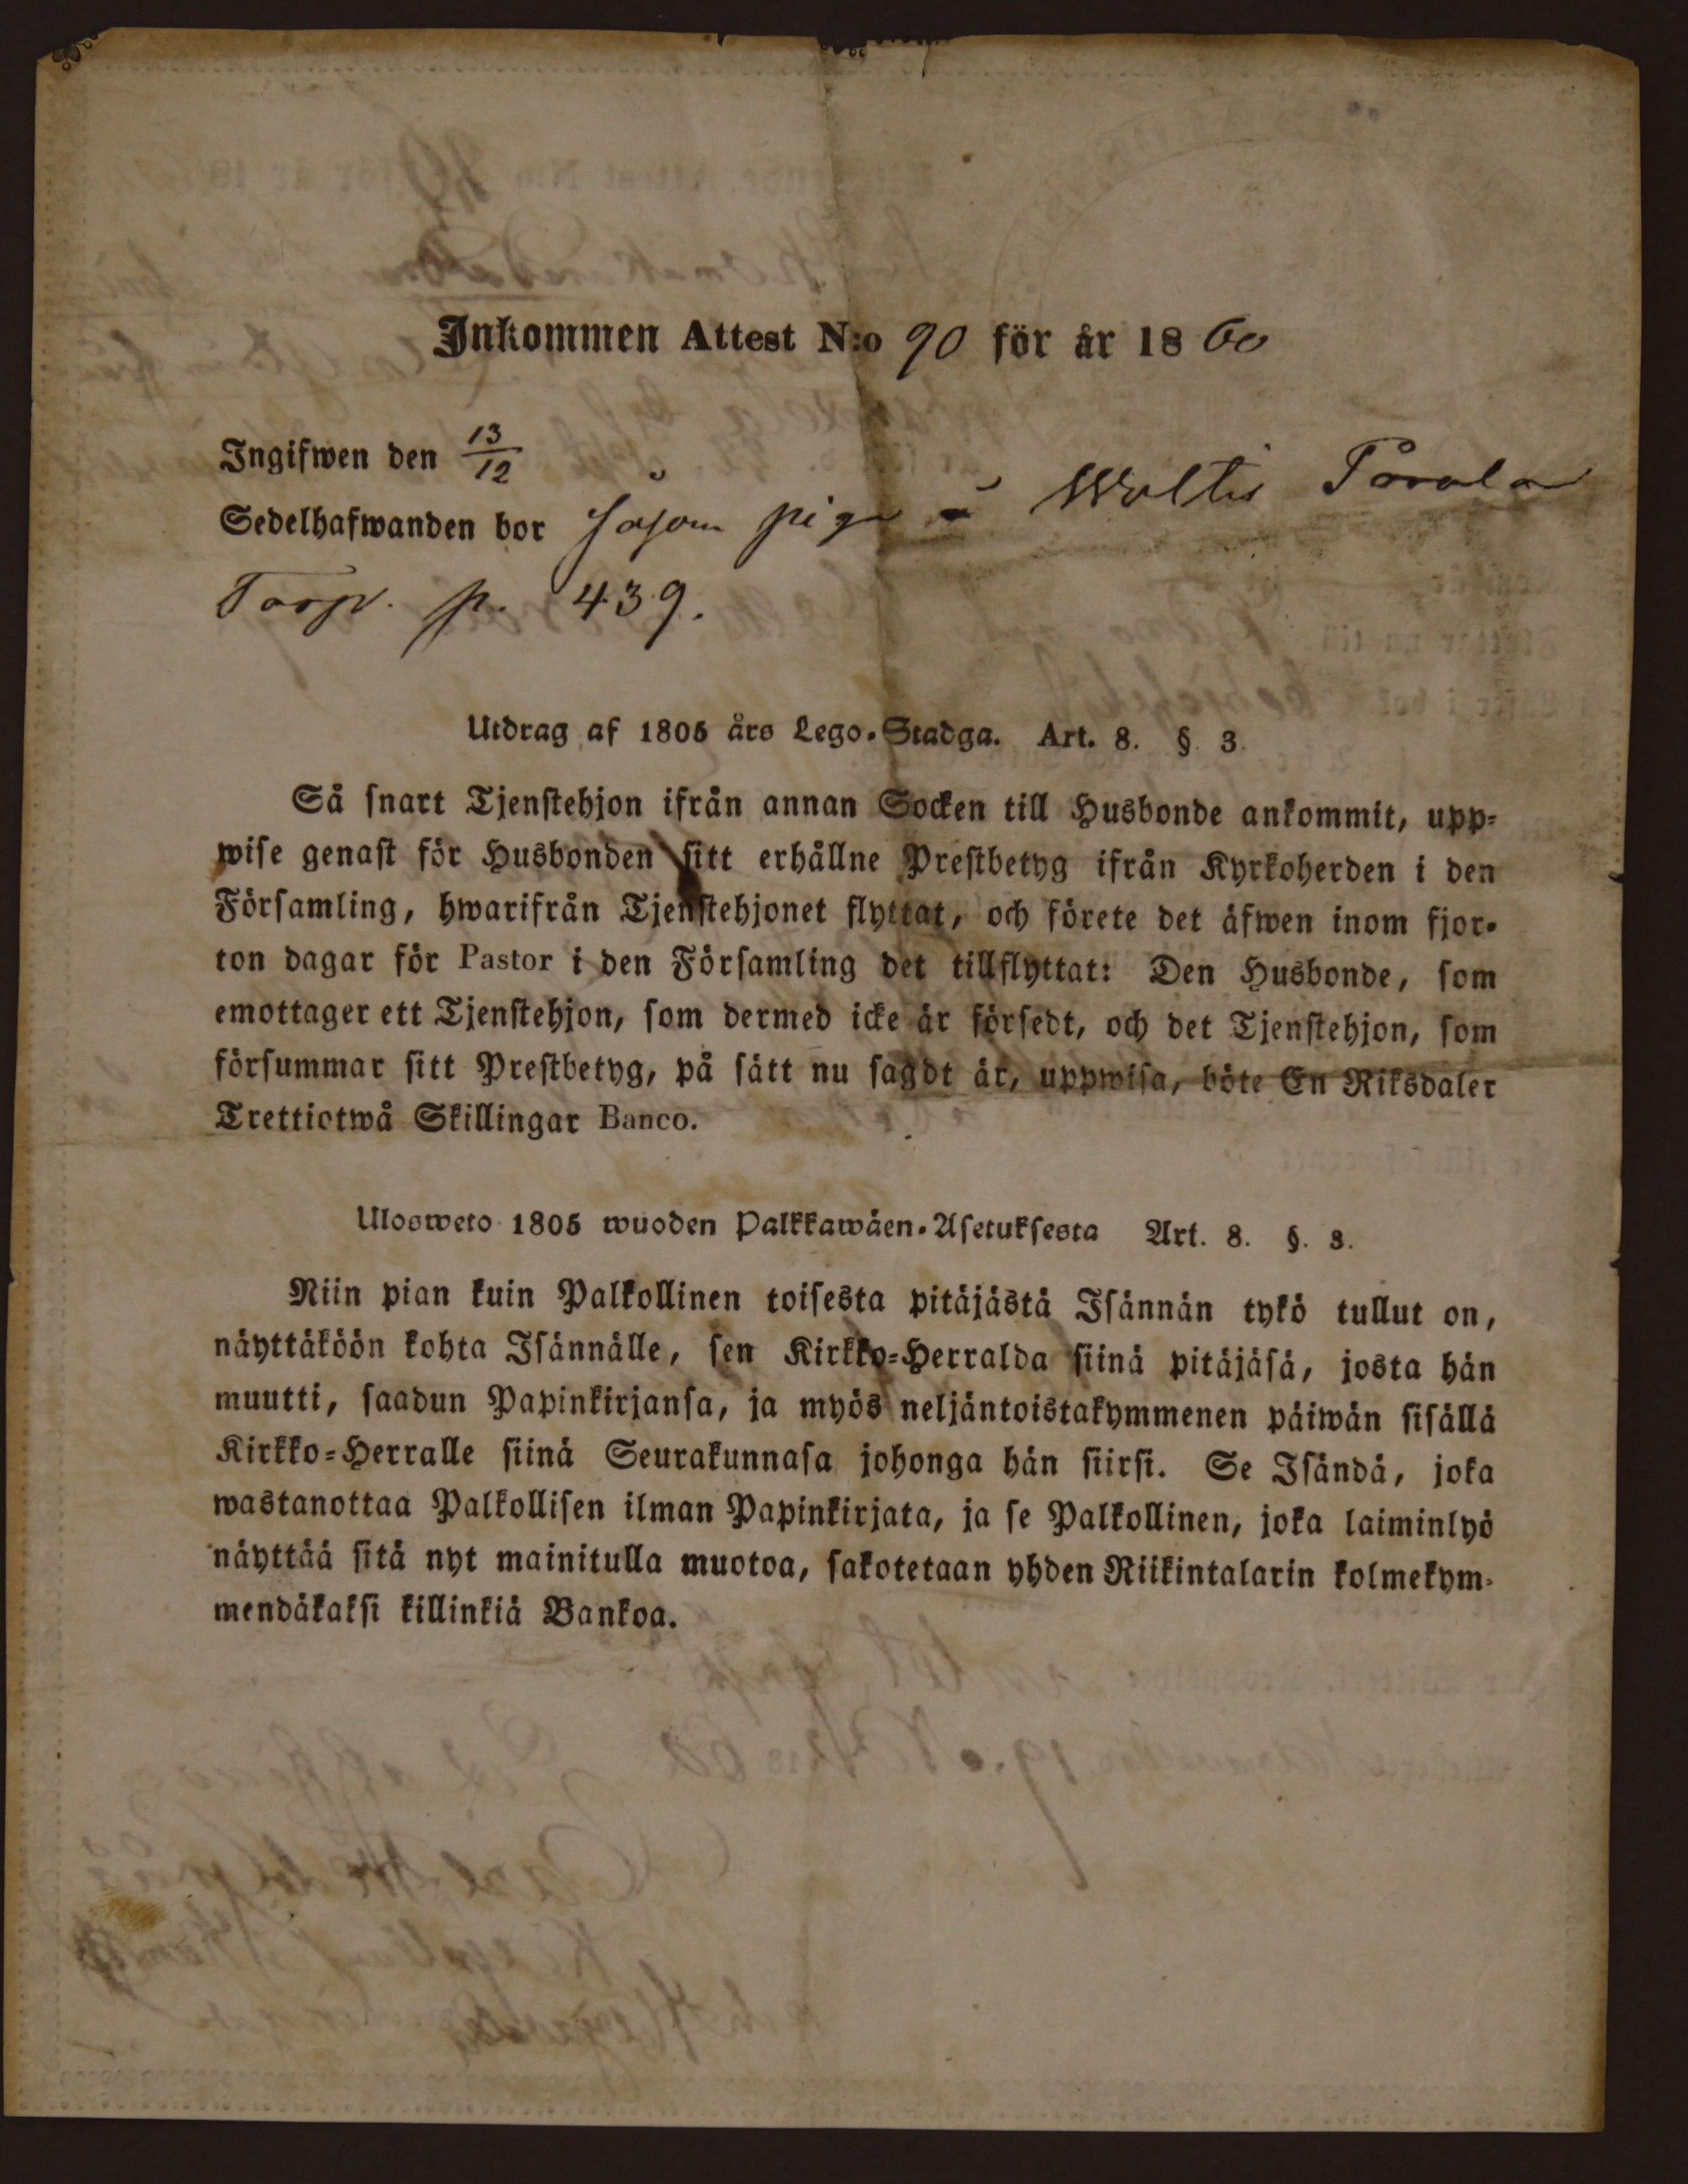 Inkommen Attest N:o 90 för år 1860
Ingifwen den 13/12
Sedelhafwanden bor såsom piga å Woltis Pårala
Torp. p. 439.
Utdrag af 1805 års Lego-Stadga. Art. 8. § 3.
Så snart Tjenstehjon ifrån annan Socken till Husbonde ankommit, upp-
wise genast för Husbonden sitt erhållne Prestbetyg ifrån Kyrkoherden i den
Församling, hwarifrån Tjenstehjonet flyttat, och förete det äfwen inom fjor-
ton dagar för Pastor i den Församling det tillflyttat: Den Husbonde, som
emottager ett Tjenstehjon, som dermed icke är försedt, och det Tjenstehjon, som
försummar sitt Prestbetyg, på sätt nu sagdt är, uppwisa, böte En Riksdaler
Trettiotwå Skillingar Banco.
Ulosweto 1805 wuoden Palkkawäen-Asetuksesta Art. 8. §. 3.
Niin pian kuin Palkollinen toisesta pitäjästä Isännän tykö tullut on,
näyttäköön kohta Isännälle, sen Kirkko-Herralda siinä pitäjäsä, josta hän
muutti, saadun Papinkirjansa, ja myös neljäntoistakymmenen päiwän sisällä
Kirkko-Herralle siinä Seurakunnasa johonga hän siirsi. Se Isändä, joka
wastanottaa Palkollisen ilman Papinkirjata, ja se Palkollinen, joka laiminlyö
näyttää sitä nyt mainitulla muotoa, sakotetaan yhden Riikintalarin kolmekym-
mendäkaksi killinkiä Bankoa.